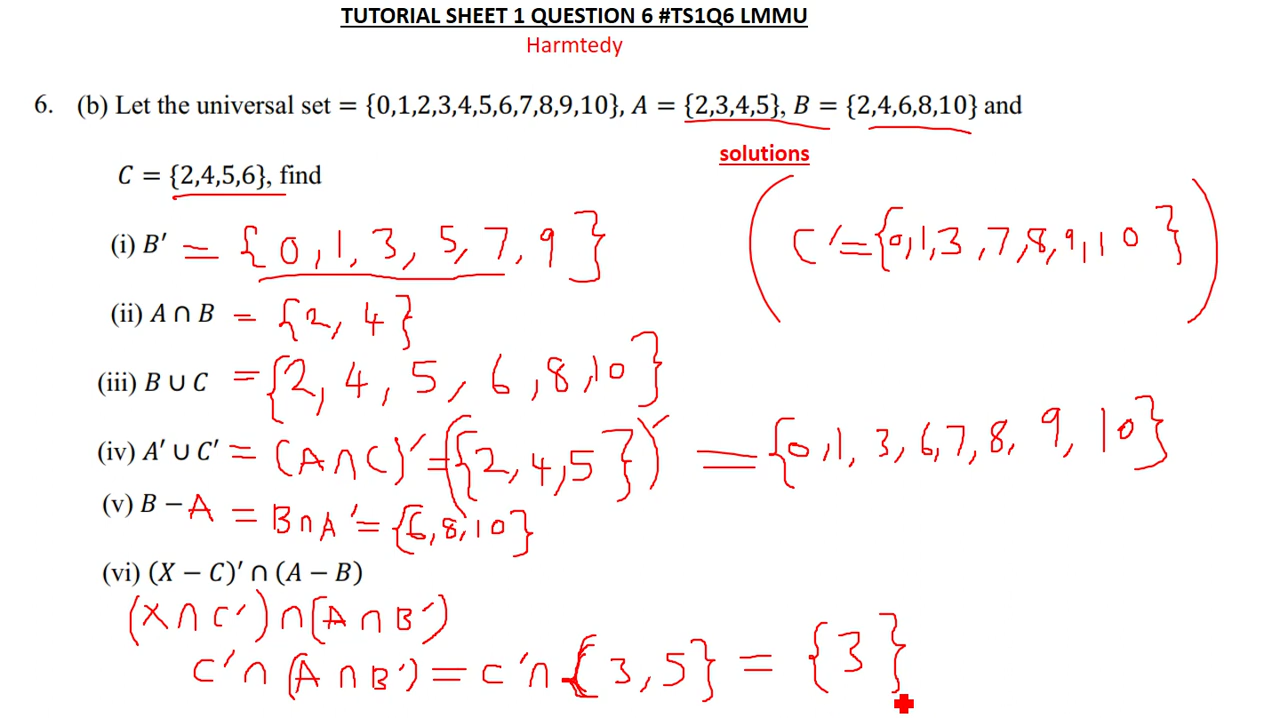 TUTORIAL SHEET 1 QUESTION 6 #TS1Q6 LMMU
Harmtedy
6. (b) Let the universal set = {0,1,2,3,4,5,6,7,8,9,10}, A = {2,3,4,5}, B = {2,4,6,8,10} and
solutions
C = {2,4,5,6}, find
(C′={0,1,3,7,8,9,10})
(i) B′ = {0,1,3,5,7,9}
(ii) A ∩ B = {2,4}
(iii) B ∪ C = {2,4,5,6,8,10}
(iv) A′ ∪ C′ = (A∩C)′=({2,4,5})′ = {0,1,3,6,7,8,9,10}
(v) B − A = B∩A′= {6,8,10}
(vi) (X − C)′ ∩ (A − B)
(X∩C′)∩(A∩B′)
C′∩(A∩B′)=C′∩{3,5} = {3}